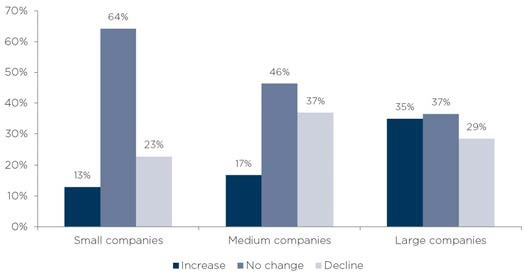 70%
60%
50%
40%
30%
20%
10%
0%
13%
64%
23%
17%
46%
37%
35%
37%
29%
Small companies
Medium companies
Large companies
Increase
No change
Decline